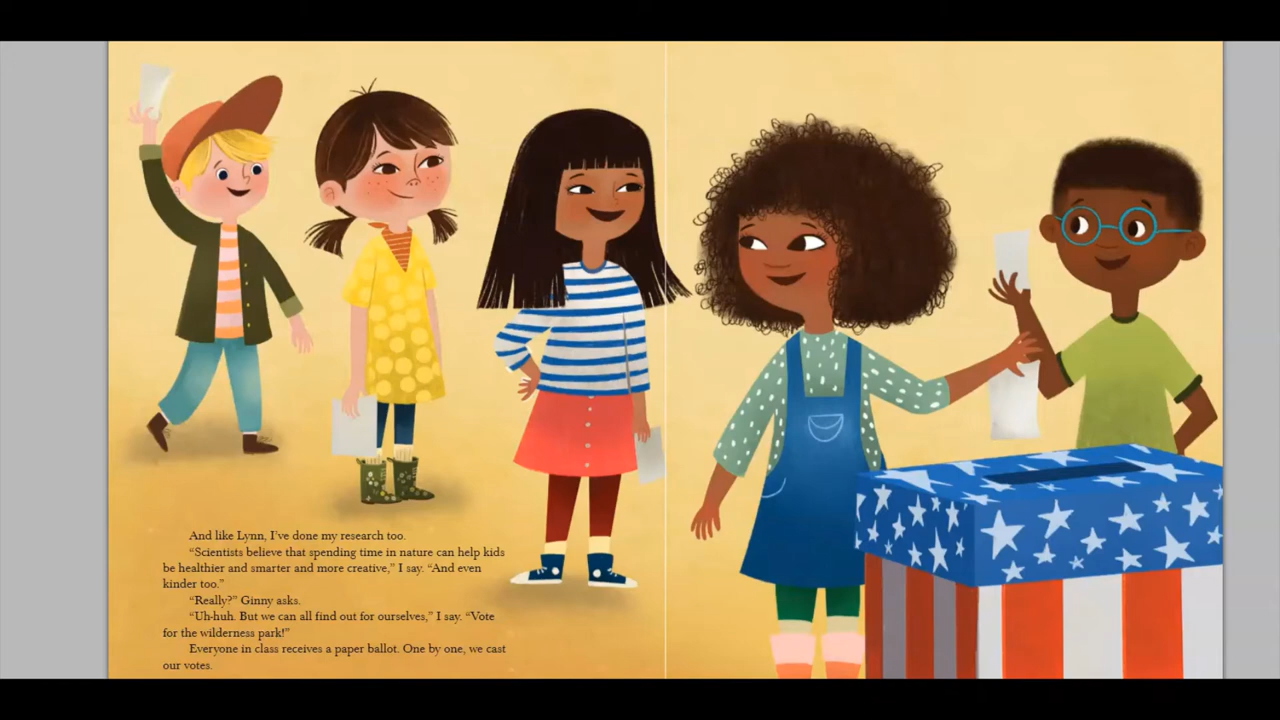 And like Lynn, I’ve done my research too.
“Scientists believe that spending time in nature can help kids
be healthier and smarter and more creative,” I say. “And even
kinder too.”
“Really?” Ginny asks.
“Uh-huh. But we can all find out for ourselves,” I say. “Vote
for the wilderness park!”
Everyone in class receives a paper ballot. One by one, we cast
our votes.